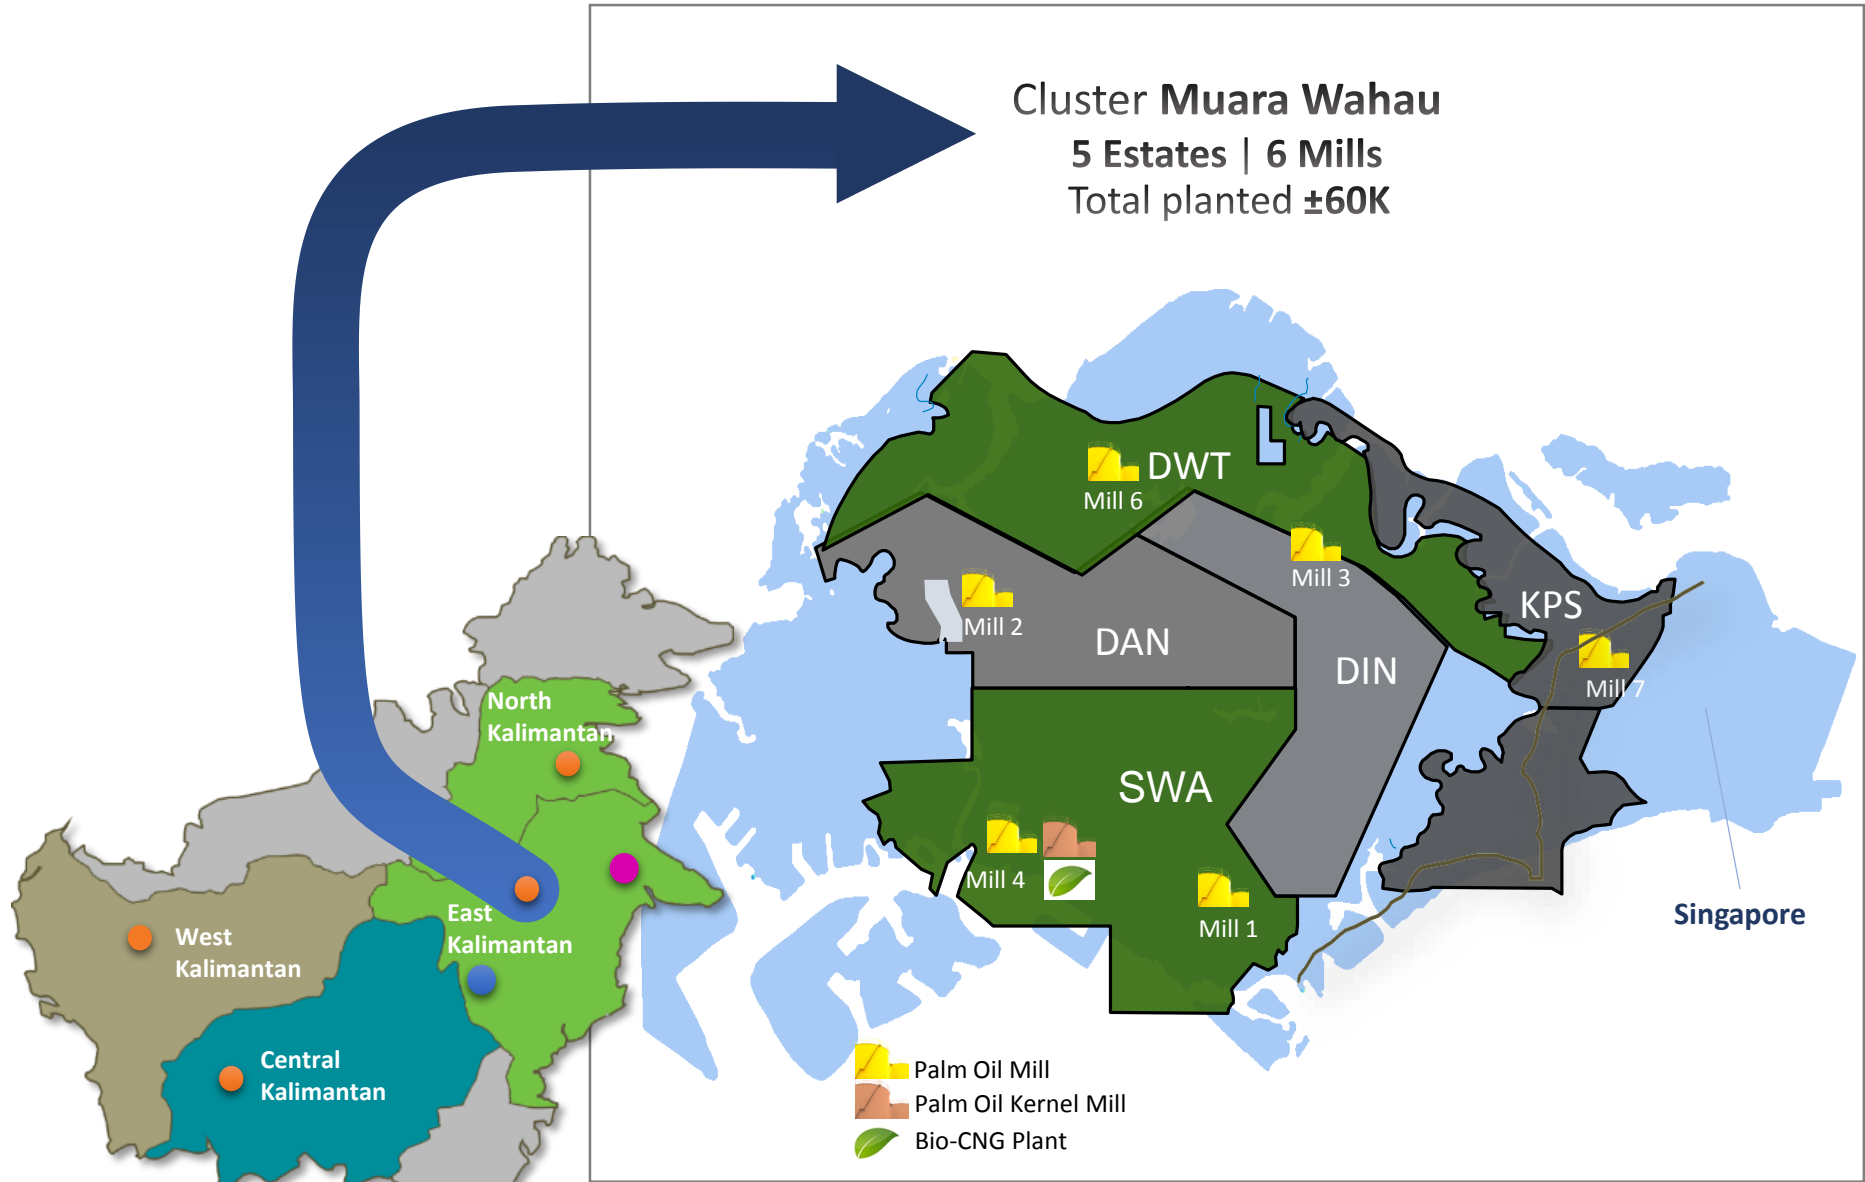 Cluster Muara Wahau
5 Estates | 6 Mills
Total planted ±60K
DWT
Mill 6
Mill 3
Mill 2
DAN
KPS
DIN
Mill 7
SWA
Mill 4
Mill 1
Singapore
North
Kalimantan
East
Kalimantan
West
Kalimantan
Central
Kalimantan
Palm Oil Mill
Palm Oil Kernel Mill
Bio-CNG Plant